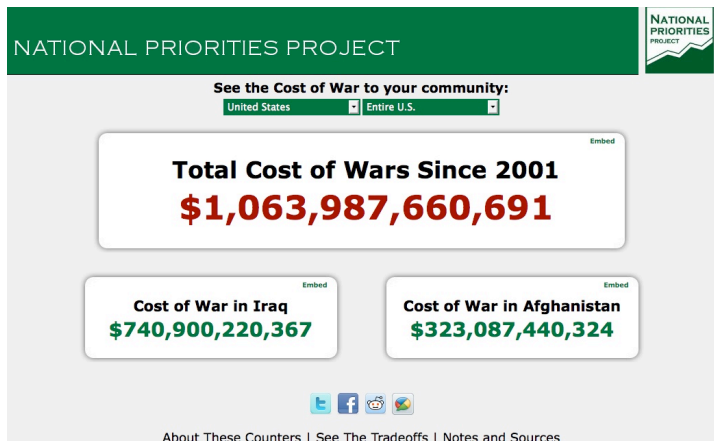 NATIONAL PRIORITIES PROJECT
NATIONAL
PRIORITIES
PROJECT
See the Cost of War to your community:
United States Entire U.S.
Embed
Total Cost of Wars Since 2001
$1,063,987,660,691
Embed
Cost of War in Iraq
$740,900,220,367
Embed
Cost of War in Afghanistan
$323,087,440,324
About These Counters | See The Tradeoffs | Notes and Sources